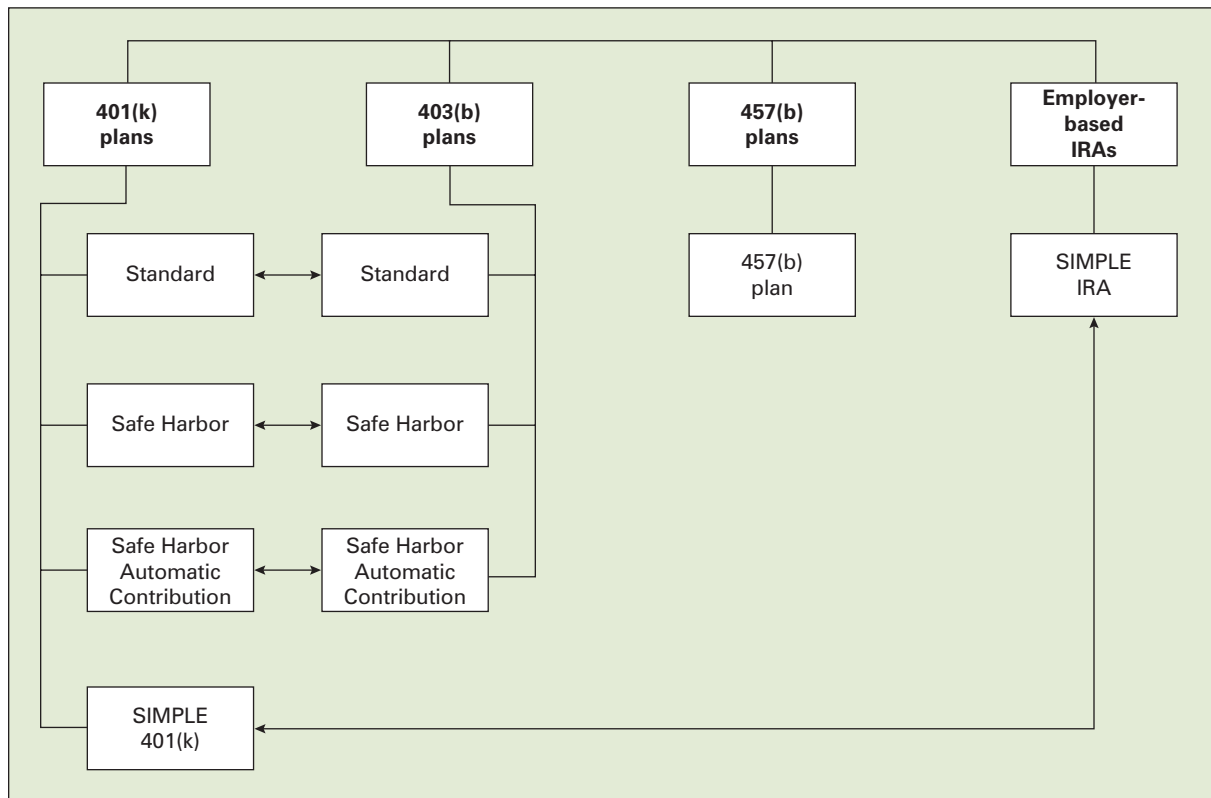 401(k)
plans
403(b)
plans
457(b)
plans
Employer-
based
IRAs
Standard
Standard
457(b)
plan
SIMPLE
IRA
Safe Harbor
Safe Harbor
Safe Harbor
Automatic
Contribution
Safe Harbor
Automatic
Contribution
SIMPLE
401(k)